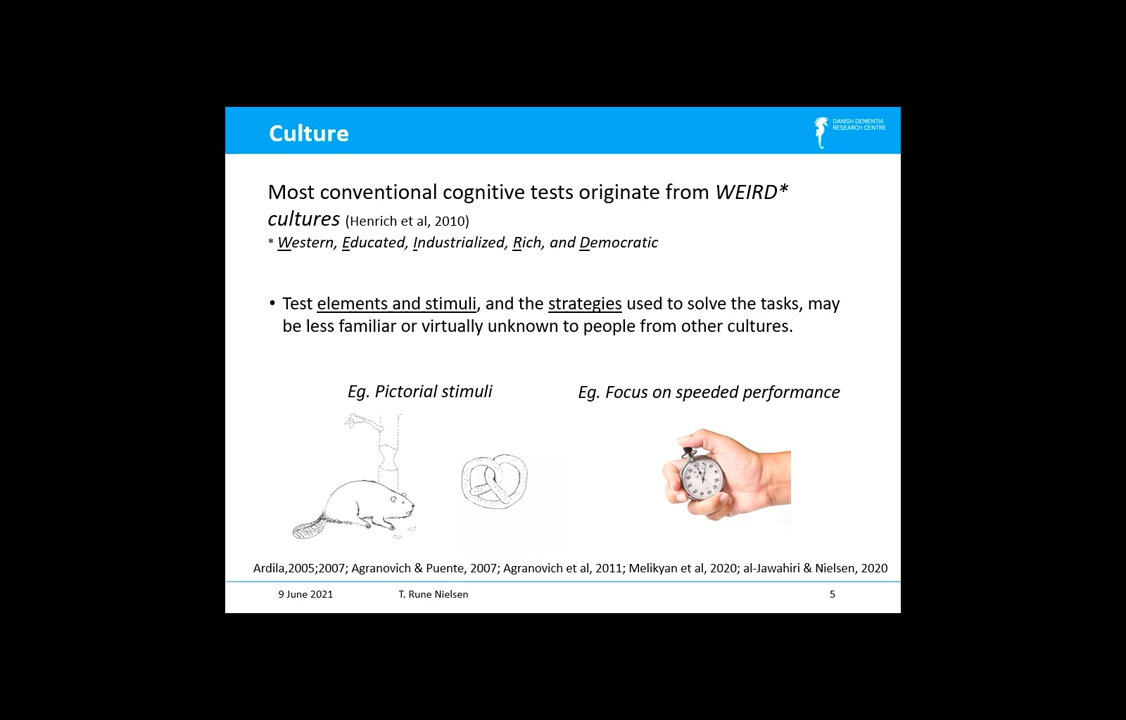 Culture
DANISH DEMENTIA
RESEARCH CENTRE
Most conventional cognitive tests originate from WEIRD*
cultures (Henrich et al, 2010)
* Western, Educated, Industrialized, Rich, and Democratic
• Test elements and stimuli, and the strategies used to solve the tasks, may
be less familiar or virtually unknown to people from other cultures.
Eg. Pictorial stimuli
Eg. Focus on speeded performance
Ardila,2005;2007; Agranovich & Puente, 2007; Agranovich et al, 2011; Melikyan et al, 2020; al-Jawahiri & Nielsen, 2020
9 June 2021
T. Rune Nielsen
5